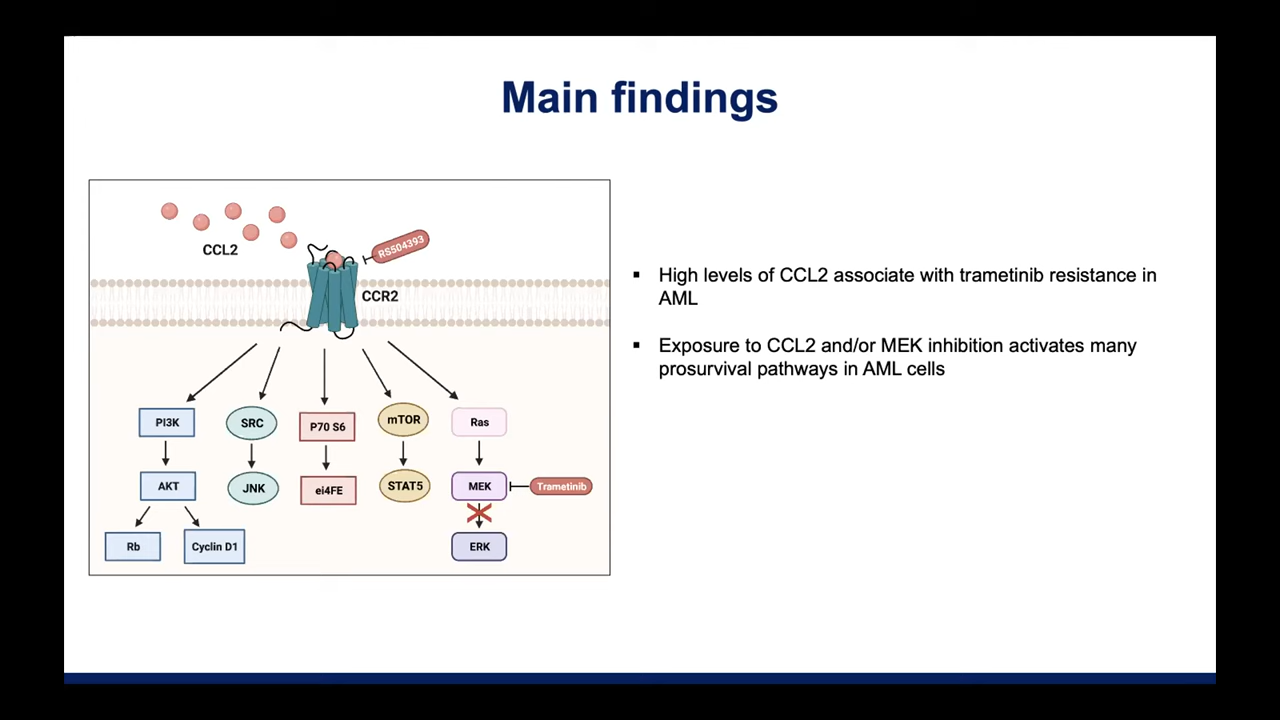 Main findings
CCL2
RS504393
CCR2
PI3K
SRC
P70 S6
mTOR
Ras
AKT
JNK
ei4FE
STAT5
MEK
Trametinib
Rb
Cyclin D1
ERK
▪ High levels of CCL2 associate with trametinib resistance in
AML
▪ Exposure to CCL2 and/or MEK inhibition activates many
prosurvival pathways in AML cells